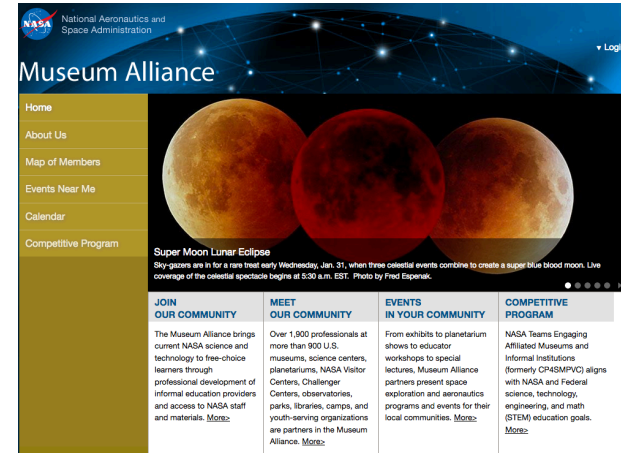 NASA
National Aeronautics and
Space Administration
Museum Alliance
Home
About Us
Map of Members
Events Near Me
Calendar
Competitive Program
Super Moon Lunar Eclipse
Sky-gazers are in for a rare treat early Wednesday, Jan. 31, when three celestial events combine to create a super blue blood moon. Live
coverage of the celestial spectacle begins at 5:30 a.m. EST. Photo by Fred Espenak.
JOIN
OUR COMMUNITY
The Museum Alliance brings
current NASA science and
technology to free-choice
learners through
professional development of
informal education providers
and access to NASA staff
and materials. More>
MEET
OUR COMMUNITY
Over 1,900 professionals at
more than 900 U.S.
museums, science centers,
planetariums, NASA Visitor
Centers, Challenger
Centers, observatories,
parks, libraries, camps, and
youth-serving organizations
are partners in the Museum
Alliance. More>
EVENTS
IN YOUR COMMUNITY
From exhibits to planetarium
shows to educator
workshops to special
lectures, Museum Alliance
partners present space
exploration and aeronautics
programs and events for their
local communities. More>
COMPETITIVE
PROGRAM
NASA Teams Engaging
Affiliated Museums and
Informal Institutions
(formerly CP4SMPVC) aligns
with NASA and Federal
science, technology,
engineering, and math
(STEM) education goals.
More>